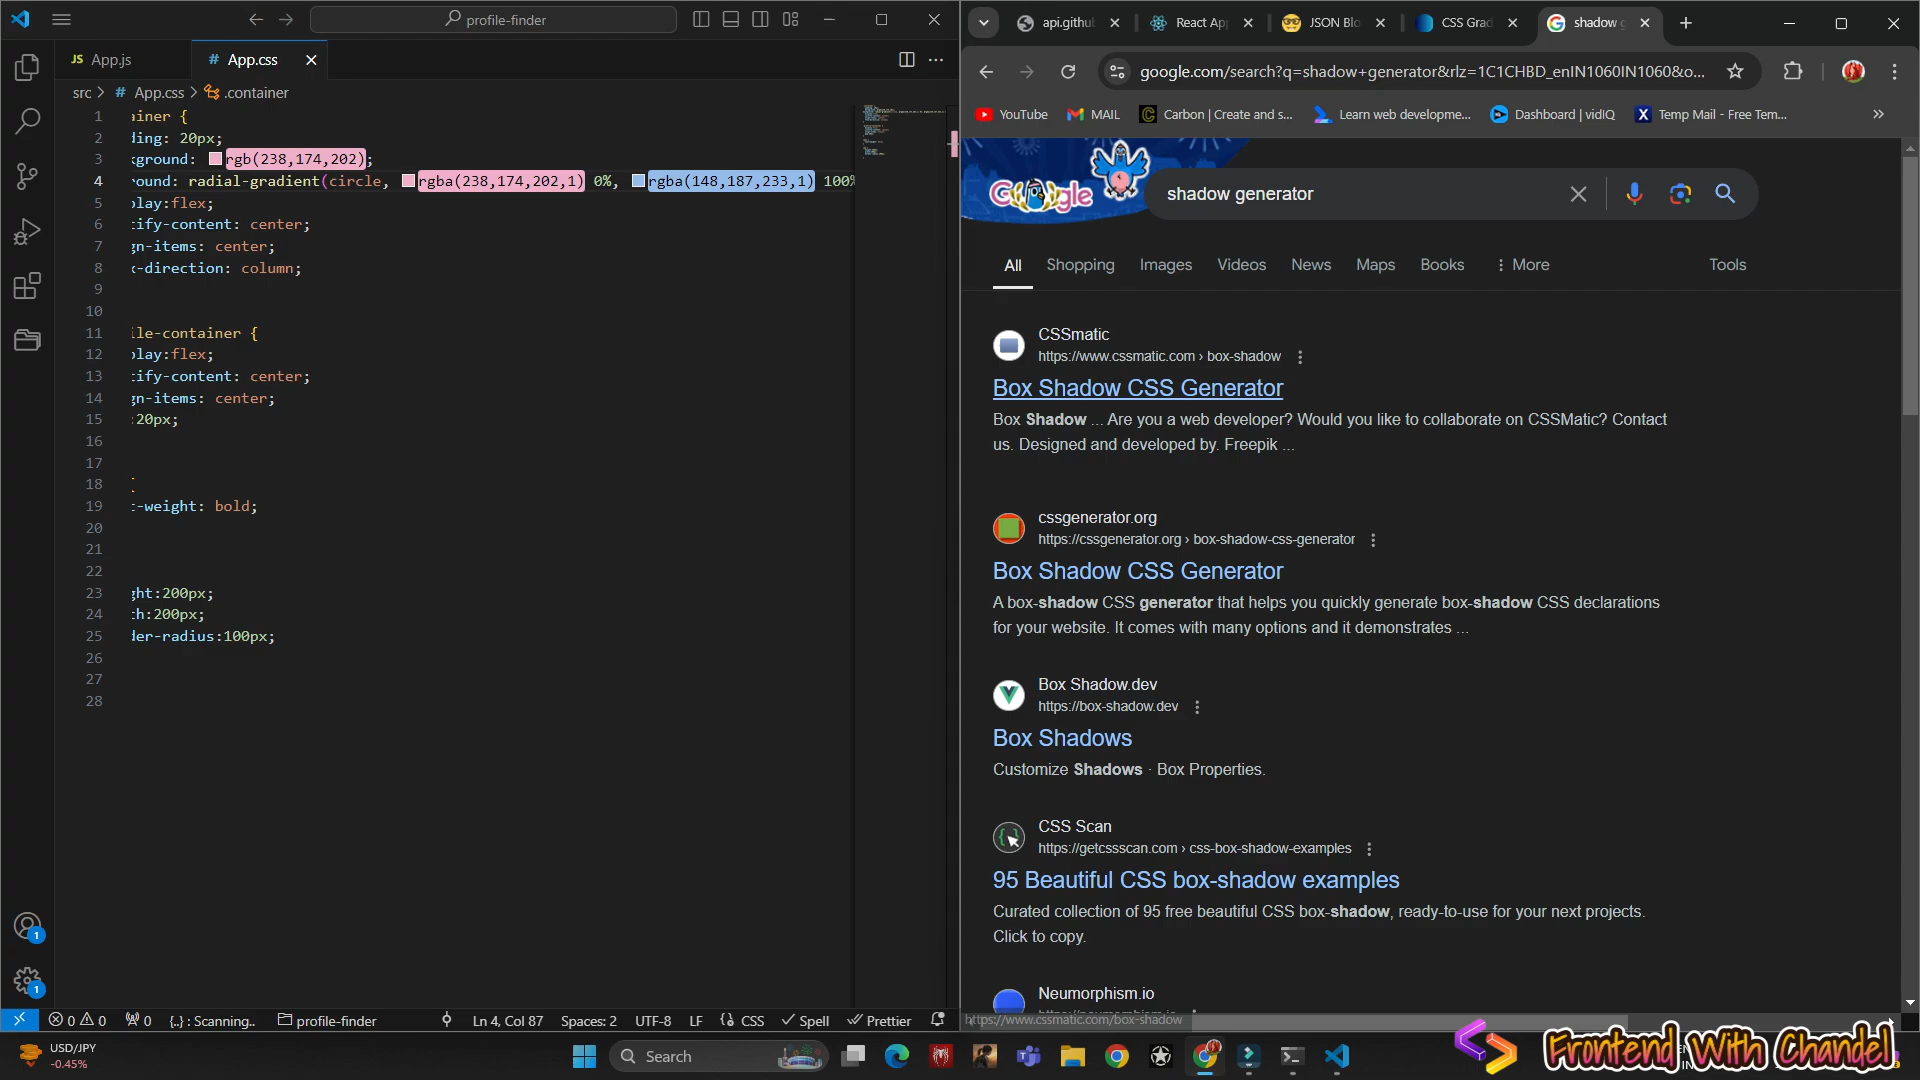 profile-finder
JS App.js
# App.css
src > # App.css > .container
1 ainer {
2 ding: 20px;
3 kground: rgb(238,174,202);
4 round: radial-gradient(circle, rgba(238,174,202,1) 0%, rgba(148,187,233,1) 100%
5 play:flex;
6 tify-content: center;
7 gn-items: center;
8 x-direction: column;
9
10
11 ile-container {
12 play:flex;
13 tify-content: center;
14 gn-items: center;
15 :20px;
16
17
18 {
19 t-weight: bold;
20
21
22
23 ght:200px;
24 th:200px;
25 der-radius:100px;
26
27
28
1
1
0 0 0 {..} : Scanning.. profile-finder Ln 4, Col 87 Spaces: 2 UTF-8 LF {} CSS Spell Prettier
api.githu
React Ap
JSON Blo
CSS Grad
shadow g
google.com/search?q=shadow+generator&rlz=1C1CHBD_enIN1060IN1060&o...
YouTube MAIL Carbon | Create and s... Learn web developme... Dashboard | vidIQ Temp Mail - Free Tem... »
Google
shadow generator
All Shopping Images Videos News Maps Books More Tools
CSSmatic
https://www.cssmatic.com › box-shadow
Box Shadow CSS Generator
Box Shadow ... Are you a web developer? Would you like to collaborate on CSSMatic? Contact
us. Designed and developed by. Freepik ...
cssgenerator.org
https://cssgenerator.org › box-shadow-css-generator
Box Shadow CSS Generator
A box-shadow CSS generator that helps you quickly generate box-shadow CSS declarations
for your website. It comes with many options and it demonstrates ...
Box Shadow.dev
https://box-shadow.dev
Box Shadows
Customize Shadows · Box Properties.
CSS Scan
https://getcssscan.com › css-box-shadow-examples
95 Beautiful CSS box-shadow examples
Curated collection of 95 free beautiful CSS box-shadow, ready-to-use for your next projects.
Click to copy.
Neumorphism.io
https://www.cssmatic.com/box-shadow
USD/JPY
-0.45%
Search
Frontend With Chandel